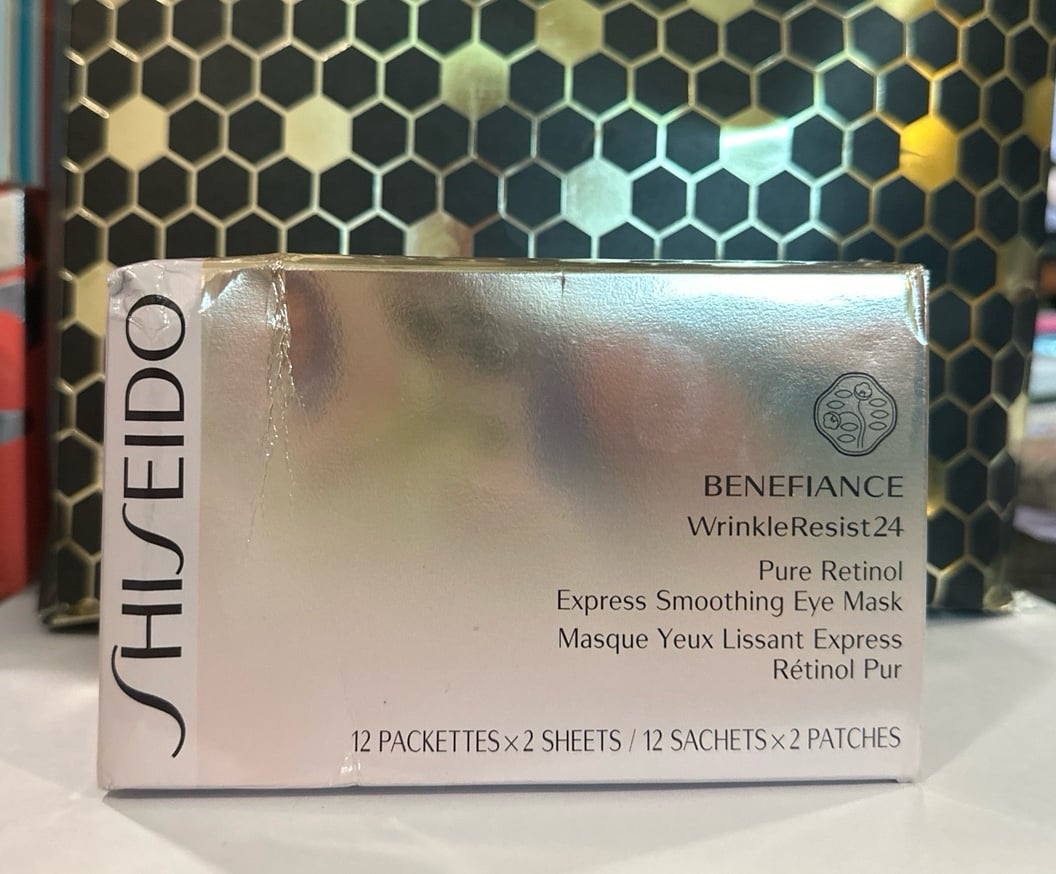 SHISEIDO
BENEFIANCE
WrinkleResist24
Pure Retinol
Express Smoothing Eye Mask
Masque Yeux Lissant Express
Rétinol Pur
12 PACKETTES×2 SHEETS / 12 SACHETS×2 PATCHES